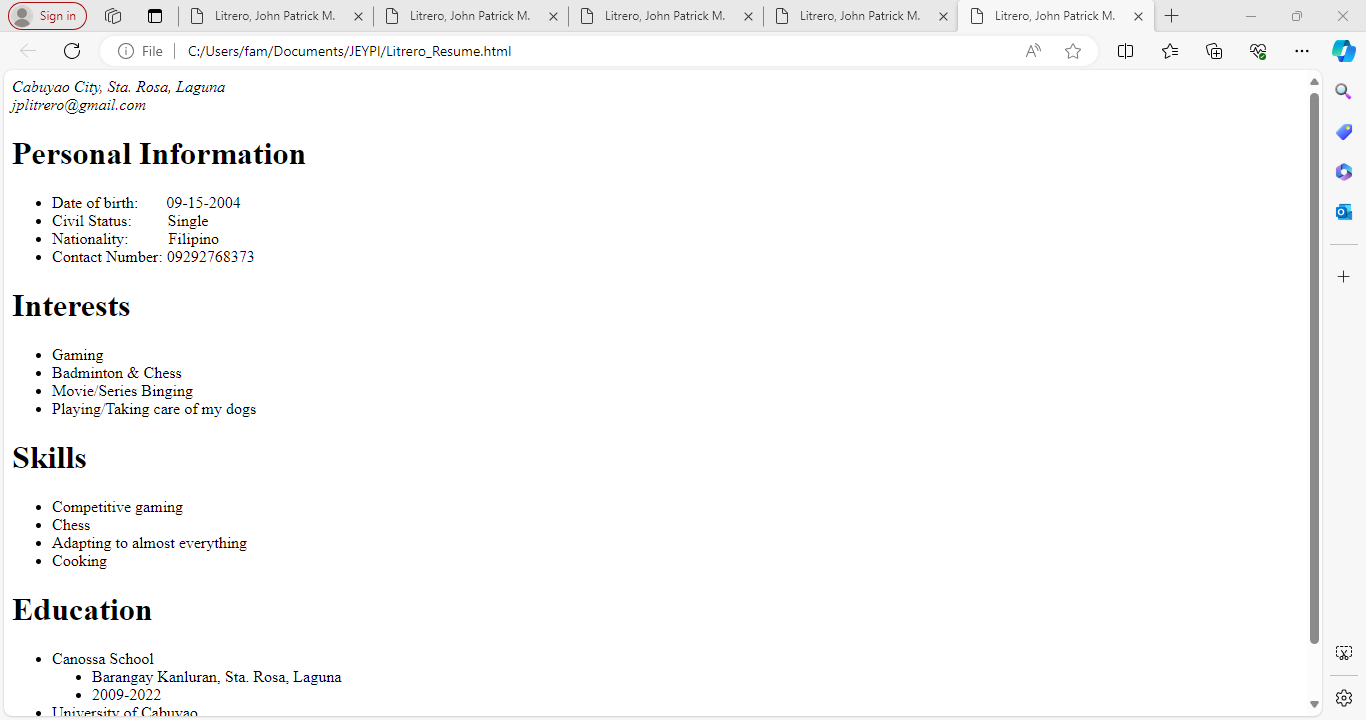 Sign in
Litrero, John Patrick M.
Litrero, John Patrick M.
Litrero, John Patrick M.
Litrero, John Patrick M.
Litrero, John Patrick M.
File
C:/Users/fam/Documents/JEYPI/Litrero_Resume.html
Cabuyao City, Sta. Rosa, Laguna
jplitrero@gmail.com
Personal Information
Date of birth: 09-15-2004
Civil Status: Single
Nationality: Filipino
Contact Number: 09292768373
Interests
Gaming
Badminton & Chess
Movie/Series Binging
Playing/Taking care of my dogs
Skills
Competitive gaming
Chess
Adapting to almost everything
Cooking
Education
Canossa School
Barangay Kanluran, Sta. Rosa, Laguna
2009-2022
University of Cabuyao